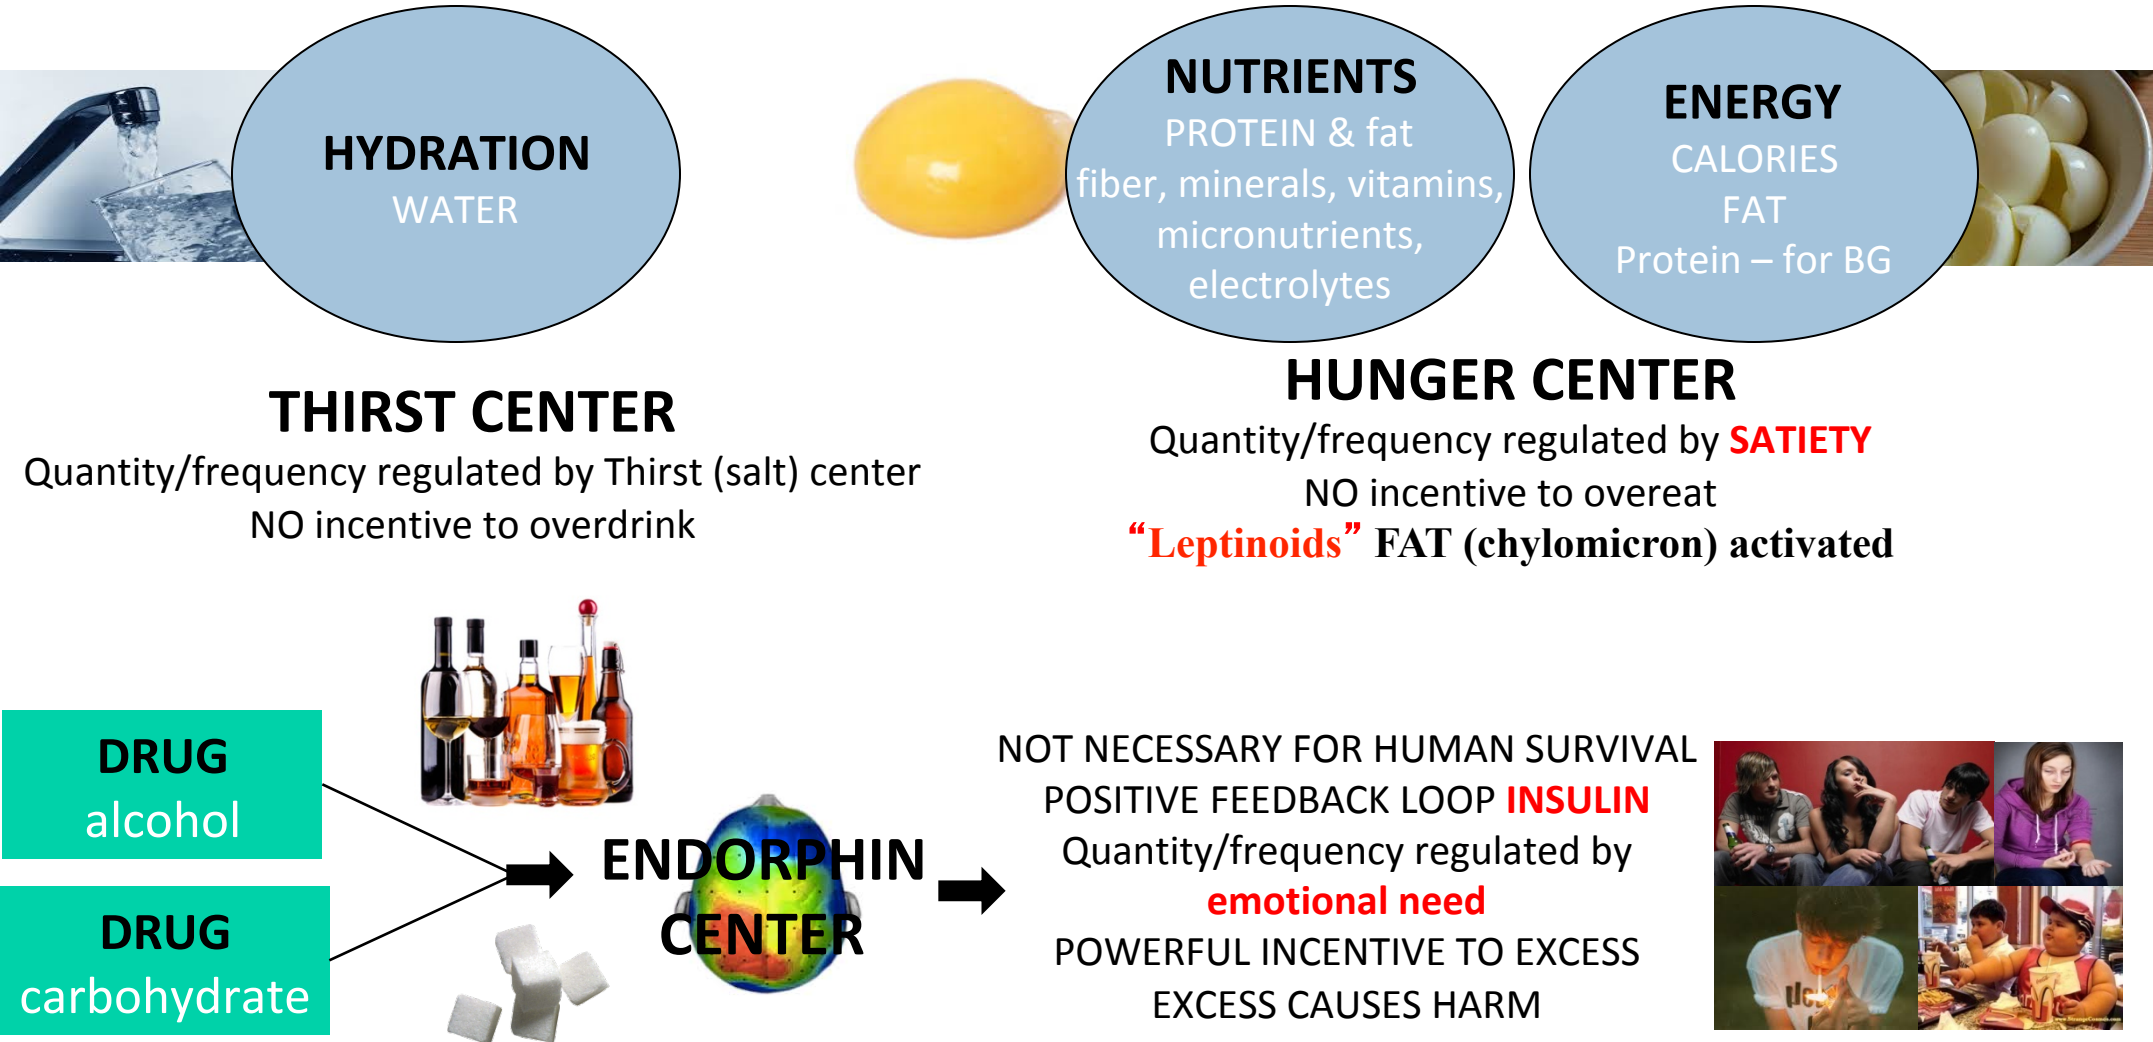 HYDRATION
WATER
NUTRIENTS
PROTEIN & fat
fiber, minerals, vitamins,
micronutrients,
electrolytes
ENERGY
CALORIES
FAT
Protein – for BG
THIRST CENTER
Quantity/frequency regulated by Thirst (salt) center
NO incentive to overdrink
HUNGER CENTER
Quantity/frequency regulated by SATIETY
NO incentive to overeat
“Leptinoids” FAT (chylomicron) activated
DRUG
alcohol
DRUG
carbohydrate
ENDORPHIN
CENTER
NOT NECESSARY FOR HUMAN SURVIVAL
POSITIVE FEEDBACK LOOP INSULIN
Quantity/frequency regulated by
emotional need
POWERFUL INCENTIVE TO EXCESS
EXCESS CAUSES HARM